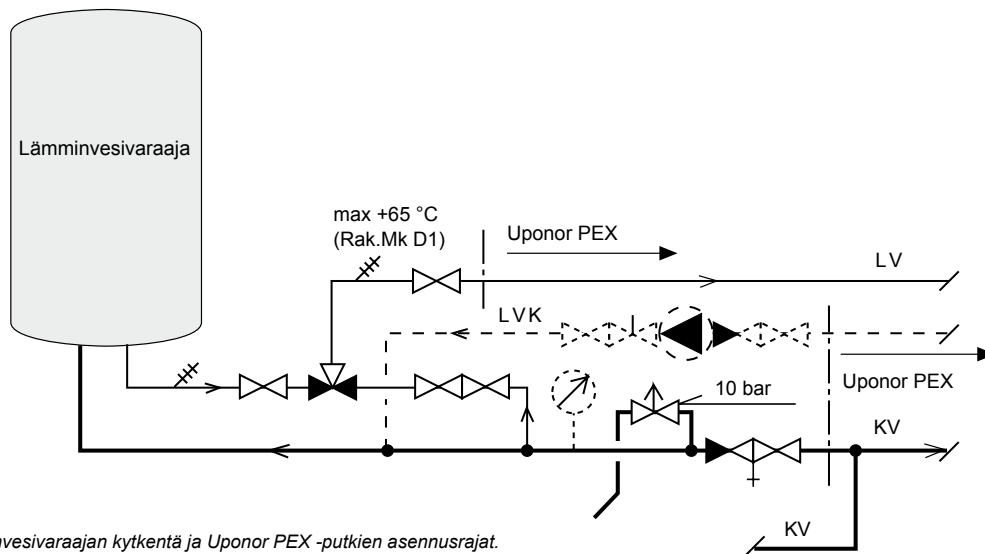 Lämminvesivaraaja
max +65 °C
(Rak.Mk D1)
Uponor PEX
LV
LVK
Uponor PEX
10 bar
KV
KV
vesivaraajan kytkentä ja Uponor PEX -putkien asennusrajat.